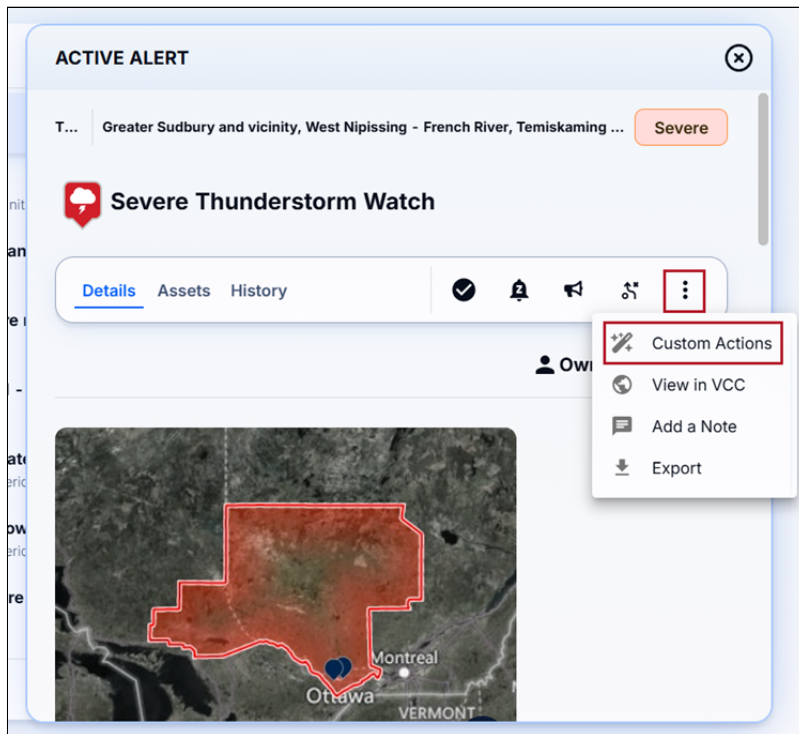 ACTIVE ALERT
T... Greater Sudbury and vicinity, West Nipissing - French River, Temiskaming ... Severe
Severe Thunderstorm Watch
Details Assets History
Custom Actions
View in VCC
Add a Note
Export
Montreal
Ottawa
VERMONT